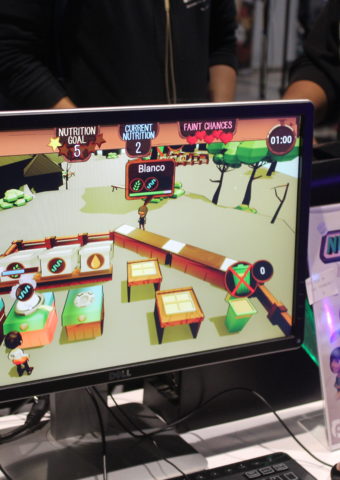 NUTRITION
GOAL
5
CURRENT
NUTRITION
2
FAINT CHANCES
01:00
Blanco
0
DELL